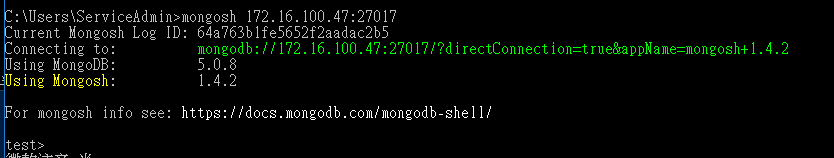 C:\Users\ServiceAdmin>mongosh 172.16.100.47:27017
Current Mongosh Log ID: 64a763b1fe5652f2aadac2b5
Connecting to: mongodb://172.16.100.47:27017/?directConnection=true&appName=mongosh+1.4.2
Using MongoDB: 5.0.8
Using Mongosh: 1.4.2
For mongosh info see: https://docs.mongodb.com/mongodb-shell/
test>